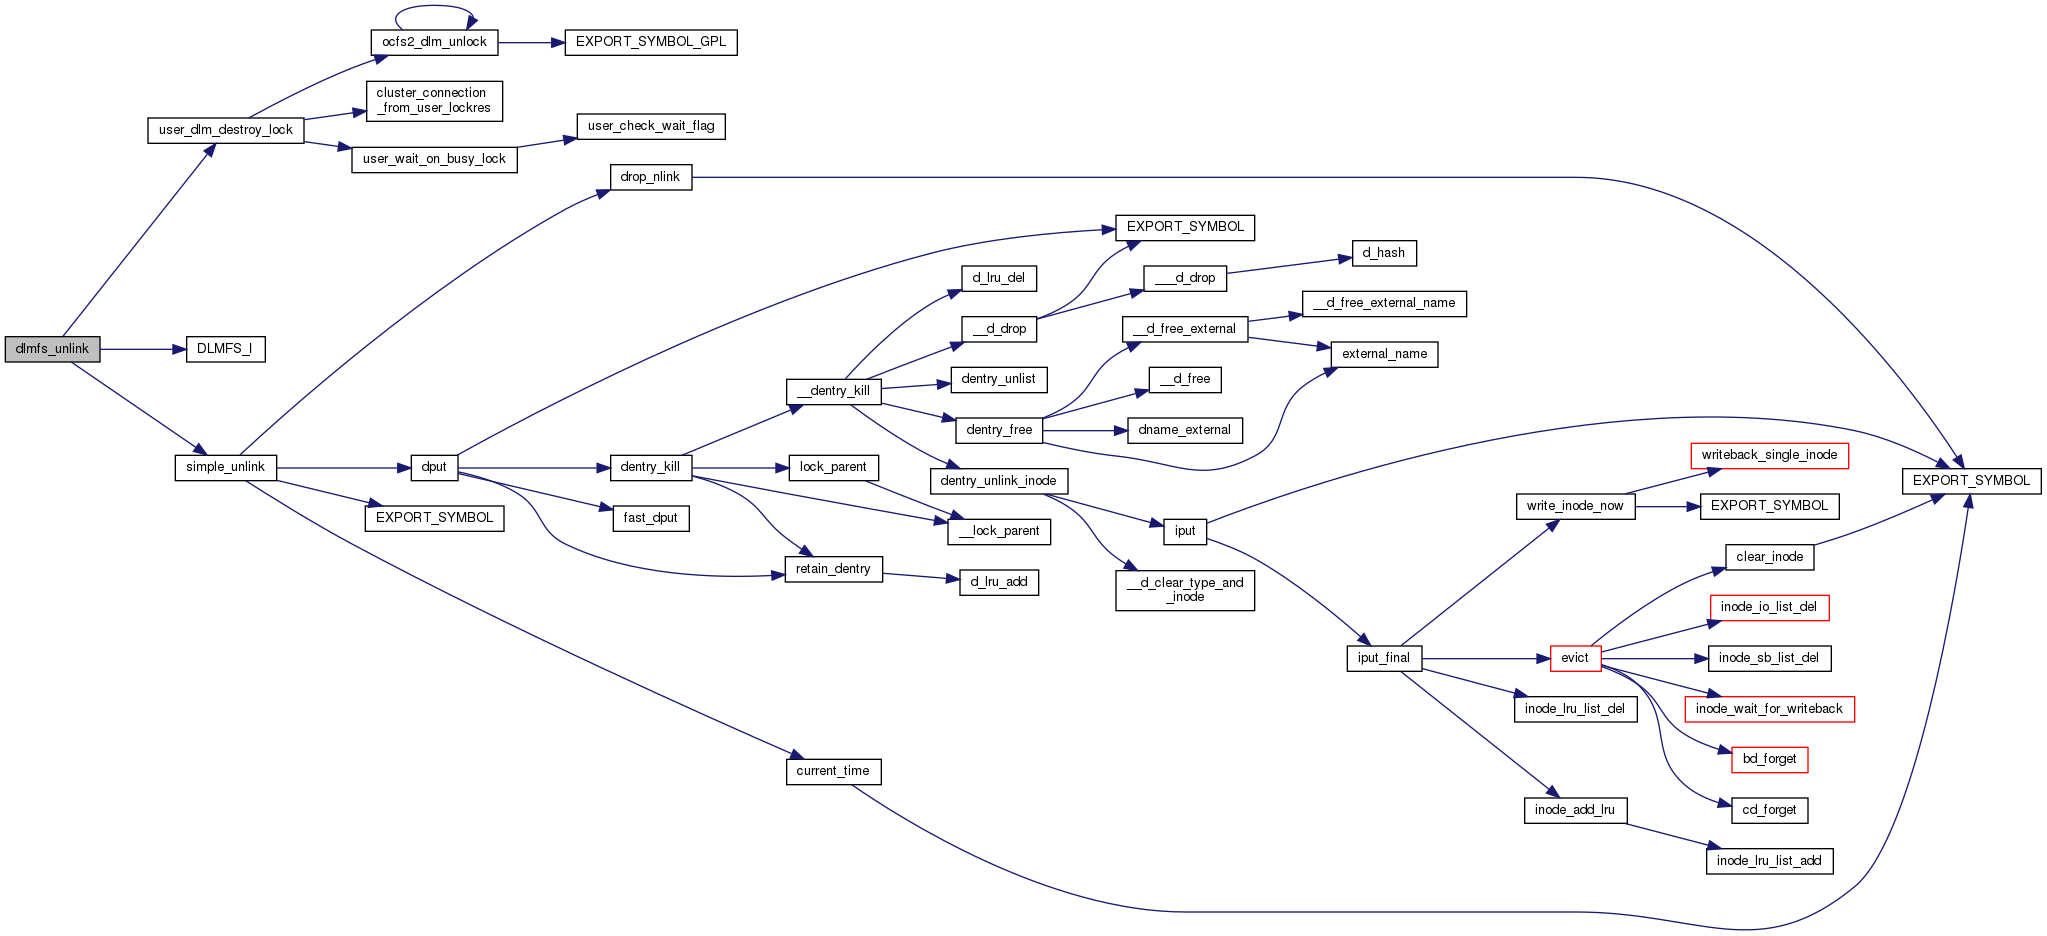 ocfs2_dlm_unlock
EXPORT_SYMBOL_GPL
cluster_connection
_from_user_lockres
user_dlm_destroy_lock
user_check_wait_flag
user_wait_on_busy_lock
drop_nlink
EXPORT_SYMBOL
d_hash
d_lru_del
___d_drop
__d_free_external_name
__d_drop
__d_free_external
dlmfs_unlink
DLMFS_I
external_name
dentry_unlist
__d_free
__dentry_kill
dentry_free
dname_external
writeback_single_inode
simple_unlink
dput
dentry_kill
lock_parent
dentry_unlink_inode
EXPORT_SYMBOL
write_inode_now
EXPORT_SYMBOL
EXPORT_SYMBOL
fast_dput
__lock_parent
iput
clear_inode
retain_dentry
d_lru_add
__d_clear_type_and
_inode
inode_io_list_del
iput_final
evict
inode_sb_list_del
inode_lru_list_del
inode_wait_for_writeback
bd_forget
current_time
inode_add_lru
cd_forget
inode_lru_list_add